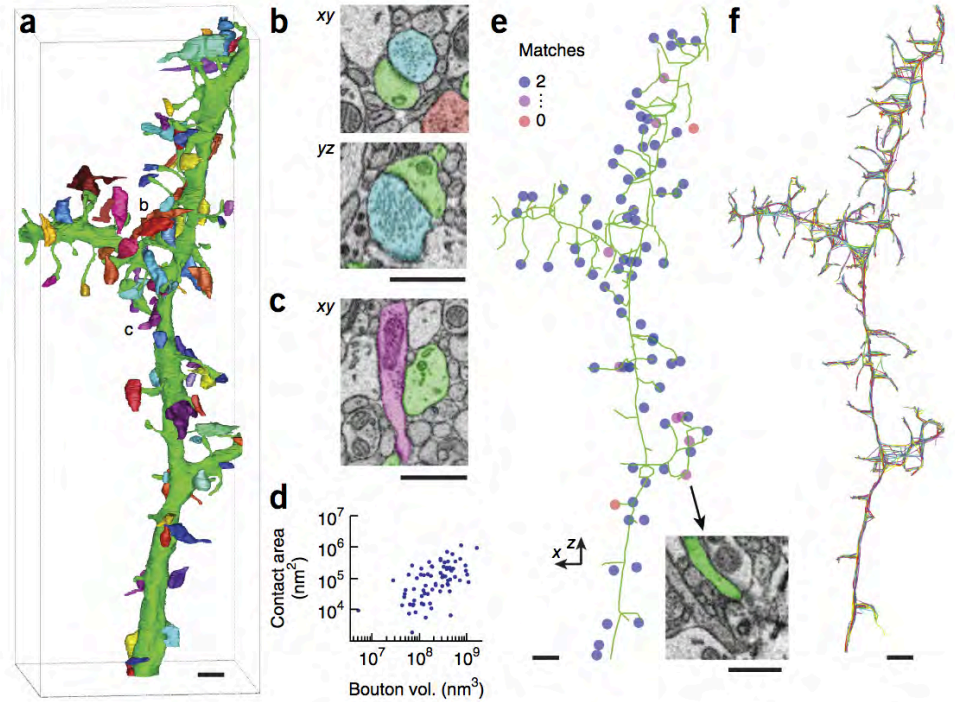 a
b
c
b
xy
yz
c
xy
d
10⁷
10⁶
10⁵
10⁴
Contact area
(nm²)
10⁷ 10⁸ 10⁹
Bouton vol. (nm³)
e
Matches
2
⋮
0
x z
f